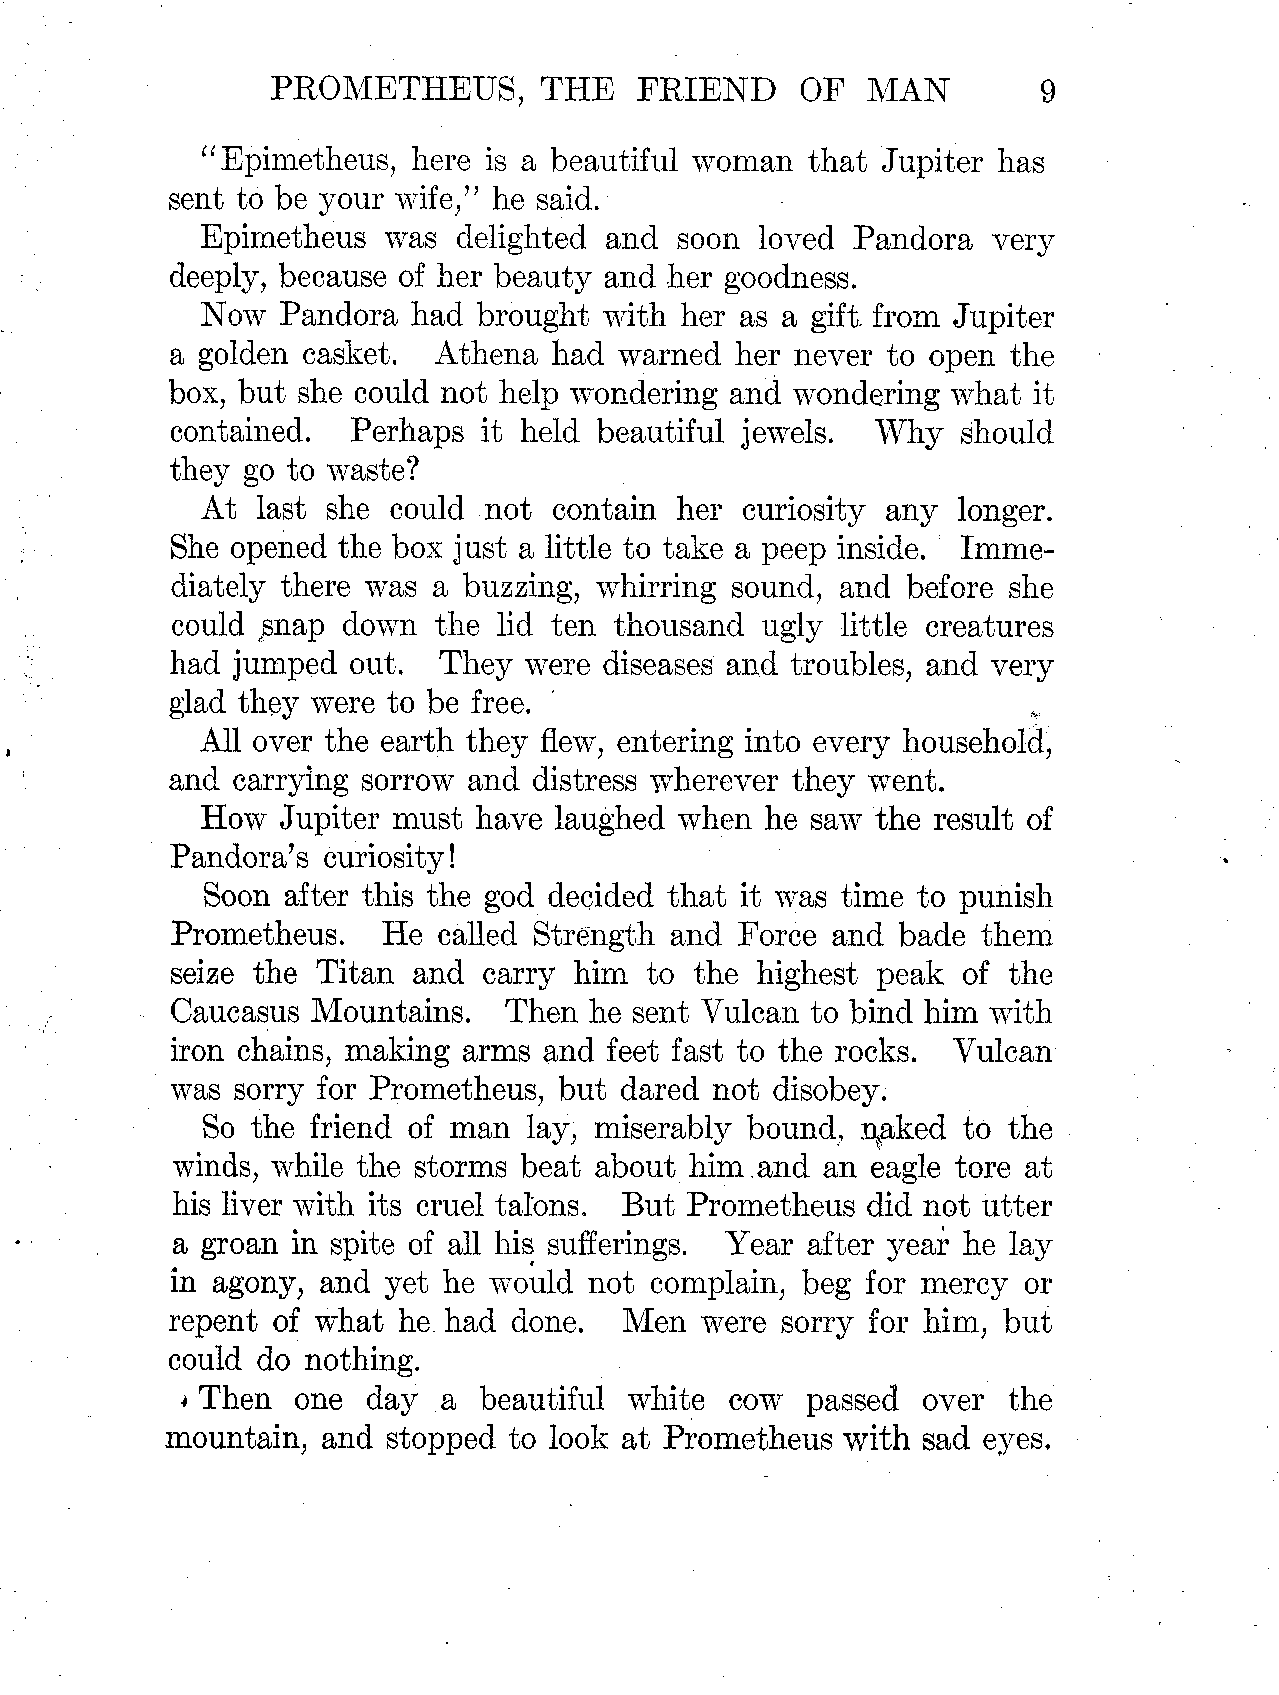 PROMETHEUS, THE FRIEND OF MAN 9
"Epimetheus, here is a beautiful woman that Jupiter has
sent to be your wife," he said.
Epimetheus was delighted and soon loved Pandora very
deeply, because of her beauty and her goodness.
Now Pandora had brought with her as a gift from Jupiter
a golden casket. Athena had warned her never to open the
box, but she could not help wondering and wondering what it
contained. Perhaps it held beautiful jewels. Why should
they go to waste?
At last she could not contain her curiosity any longer.
She opened the box just a little to take a peep inside. Imme-
diately there was a buzzing, whirring sound, and before she
could snap down the lid ten thousand ugly little creatures
had jumped out. They were diseases and troubles, and very
glad they were to be free.
All over the earth they flew, entering into every household,
and carrying sorrow and distress wherever they went.
How Jupiter must have laughed when he saw the result of
Pandora's curiosity!
Soon after this the god decided that it was time to punish
Prometheus. He called Strength and Force and bade them
seize the Titan and carry him to the highest peak of the
Caucasus Mountains. Then he sent Vulcan to bind him with
iron chains, making arms and feet fast to the rocks. Vulcan
was sorry for Prometheus, but dared not disobey.
So the friend of man lay, miserably bound, naked to the
winds, while the storms beat about him and an eagle tore at
his liver with its cruel talons. But Prometheus did not utter
a groan in spite of all his sufferings. Year after year he lay
in agony, and yet he would not complain, beg for mercy or
repent of what he had done. Men were sorry for him, but
could do nothing.
Then one day a beautiful white cow passed over the
mountain, and stopped to look at Prometheus with sad eyes.